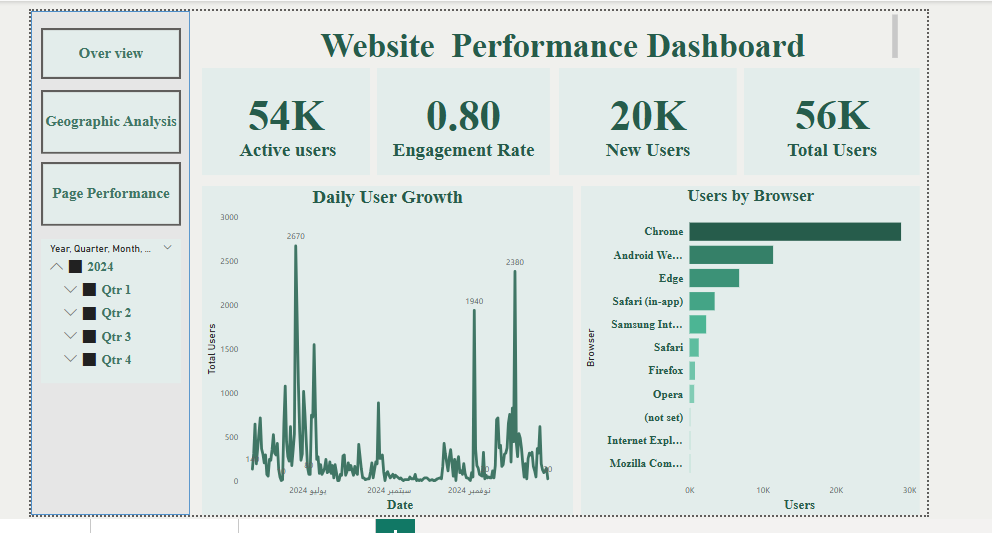 Website Performance Dashboard
Over view
Geographic Analysis
Page Performance
Year, Quarter, Month, ...
2024
Qtr 1
Qtr 2
Qtr 3
Qtr 4
54K
Active users
0.80
Engagement Rate
20K
New Users
56K
Total Users
Daily User Growth
Total Users
3000
2500
2000
1500
1000
500
0
2670
1940
2380
يوليو 2024
سبتمبر 2024
نوفمبر 2024
Date
Users by Browser
Browser
Chrome
Android We...
Edge
Safari (in-app)
Samsung Int...
Safari
Firefox
Opera
(not set)
Internet Expl...
Mozilla Com...
0K
10K
20K
30K
Users